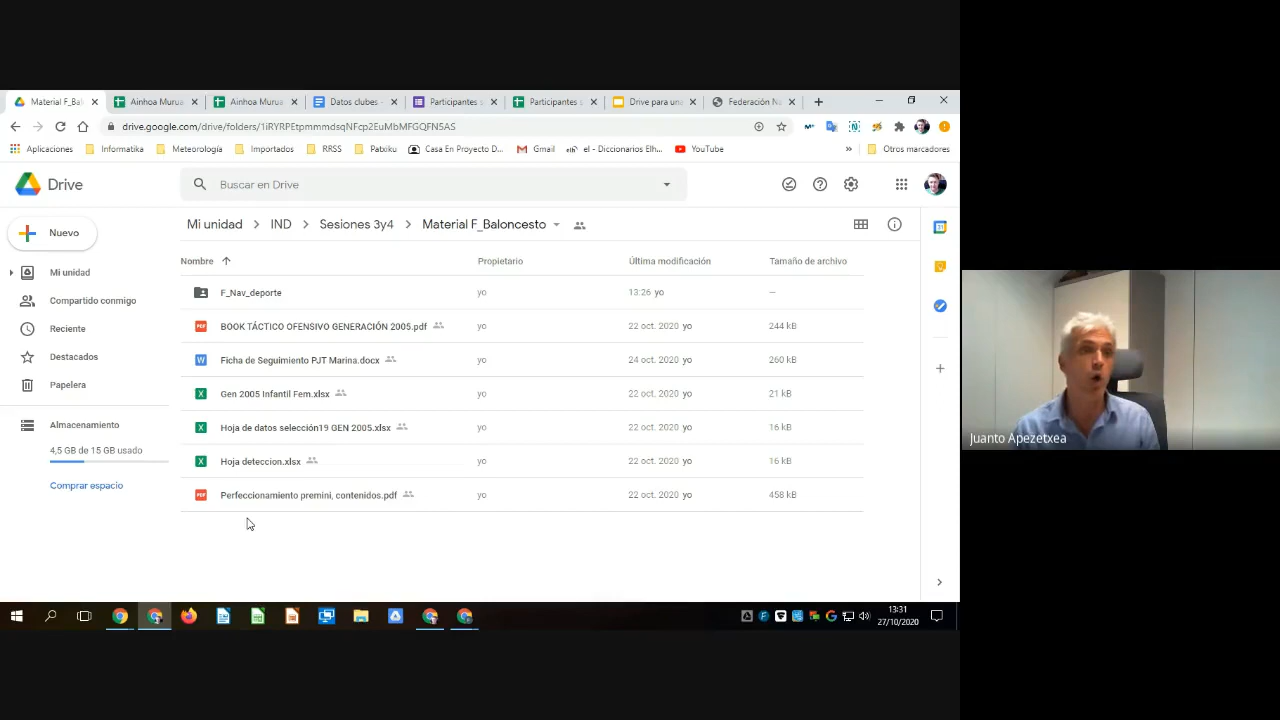 Material F_Bal
Ainhoa Murua
Ainhoa Murua
Datos clubes -
Participantes s
Participantes s
Drive para una
Federación Na
drive.google.com/drive/folders/1iRYRPEtpmmmdsqNFcp2EuMbMFGQFN5AS
Aplicaciones
Informatika
Meteorología
Importados
RRSS
Patxiku
Casa En Proyecto D...
Gmail
el - Diccionarios Elh...
YouTube
»
Otros marcadores
Drive
Buscar en Drive
Nuevo
Mi unidad
Compartido conmigo
Reciente
Destacados
Papelera
Almacenamiento
4,5 GB de 15 GB usado
Comprar espacio
Mi unidad > IND > Sesiones 3y4 > Material F_Baloncesto
Nombre Propietario Última modificación Tamaño de archivo
F_Nav_deporte yo 13:26 yo —
BOOK TÁCTICO OFENSIVO GENERACIÓN 2005.pdf yo 22 oct. 2020 yo 244 kB
Ficha de Seguimiento PJT Marina.docx yo 24 oct. 2020 yo 260 kB
Gen 2005 Infantil Fem.xlsx yo 22 oct. 2020 yo 21 kB
Hoja de datos selección19 GEN 2005.xlsx yo 22 oct. 2020 yo 16 kB
Hoja deteccion.xlsx yo 22 oct. 2020 yo 16 kB
Perfeccionamiento premini, contenidos.pdf yo 22 oct. 2020 yo 458 kB
13:31
27/10/2020
Juanto Apezetxea